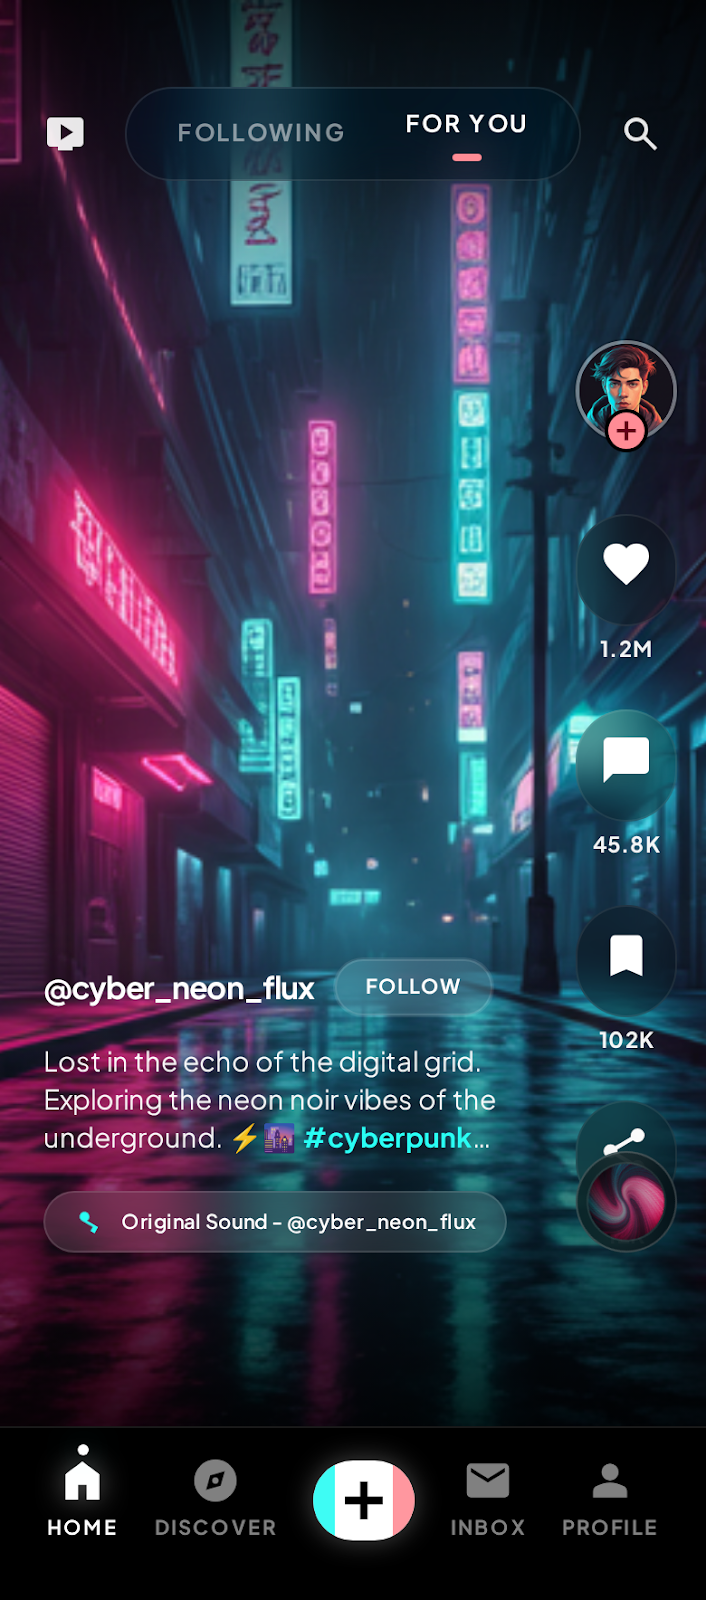 FOLLOWING
FOR YOU
1.2M
45.8K
102K
@cyber_neon_flux
FOLLOW
Lost in the echo of the digital grid.
Exploring the neon noir vibes of the
underground. ⚡🌆 #cyberpunk...
Original Sound - @cyber_neon_flux
HOME
DISCOVER
INBOX
PROFILE